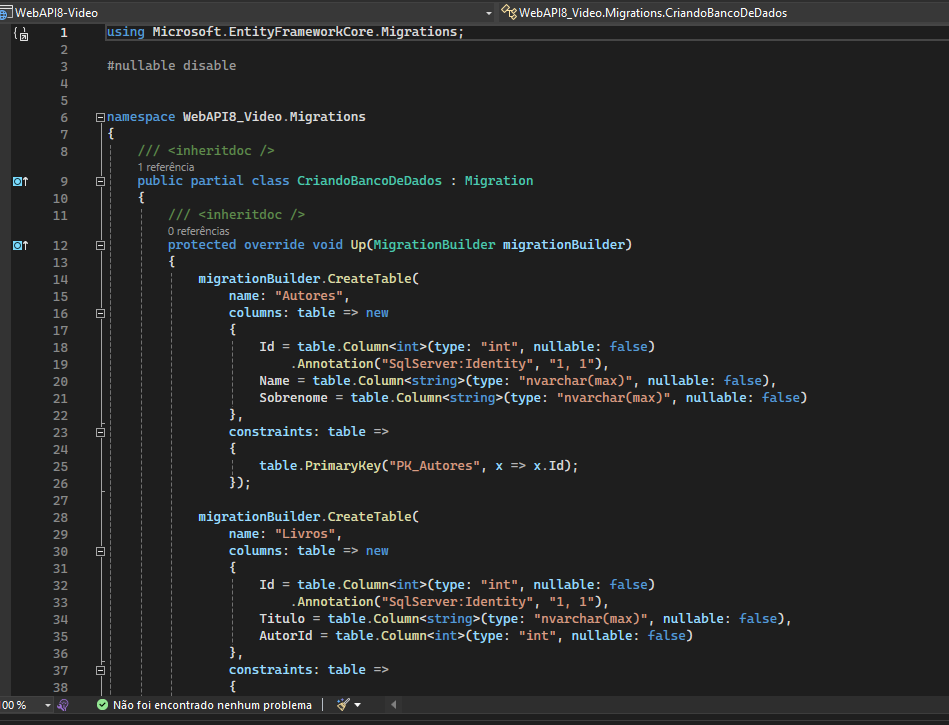 WebAPI8-Video
WebAPI8_Video.Migrations.CriandoBancoDeDados
1 using Microsoft.EntityFrameworkCore.Migrations;
2
3 #nullable disable
4
5
6 namespace WebAPI8_Video.Migrations
7 {
8 /// <inheritdoc />
1 referência
9 public partial class CriandoBancoDeDados : Migration
10 {
11 /// <inheritdoc />
0 referências
12 protected override void Up(MigrationBuilder migrationBuilder)
13 {
14 migrationBuilder.CreateTable(
15 name: "Autores",
16 columns: table => new
17 {
18 Id = table.Column<int>(type: "int", nullable: false)
19 .Annotation("SqlServer:Identity", "1, 1"),
20 Name = table.Column<string>(type: "nvarchar(max)", nullable: false),
21 Sobrenome = table.Column<string>(type: "nvarchar(max)", nullable: false)
22 },
23 constraints: table =>
24 {
25 table.PrimaryKey("PK_Autores", x => x.Id);
26 });
27
28 migrationBuilder.CreateTable(
29 name: "Livros",
30 columns: table => new
31 {
32 Id = table.Column<int>(type: "int", nullable: false)
33 .Annotation("SqlServer:Identity", "1, 1"),
34 Titulo = table.Column<string>(type: "nvarchar(max)", nullable: false),
35 AutorId = table.Column<int>(type: "int", nullable: false)
36 },
37 constraints: table =>
38 {
00 %
Não foi encontrado nenhum problema